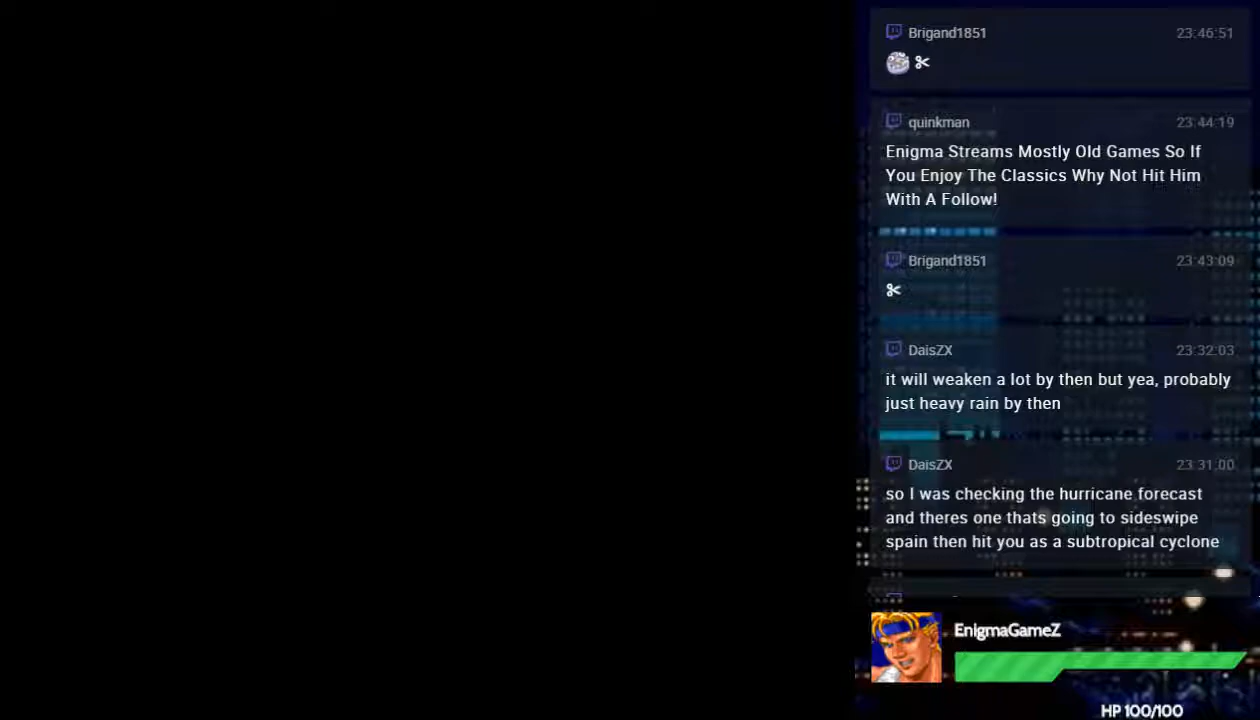 Brigand1851 23:46:51
✂
quinkman 23:44:19
Enigma Streams Mostly Old Games So If
You Enjoy The Classics Why Not Hit Him
With A Follow!
Brigand1851 23:43:09
✂
DaisZX 23:32:03
it will weaken a lot by then but yea, probably
just heavy rain by then
DaisZX 23:31:00
so I was checking the hurricane forecast
and theres one thats going to sideswipe
spain then hit you as a subtropical cyclone
EnigmaGameZ
HP 100/100